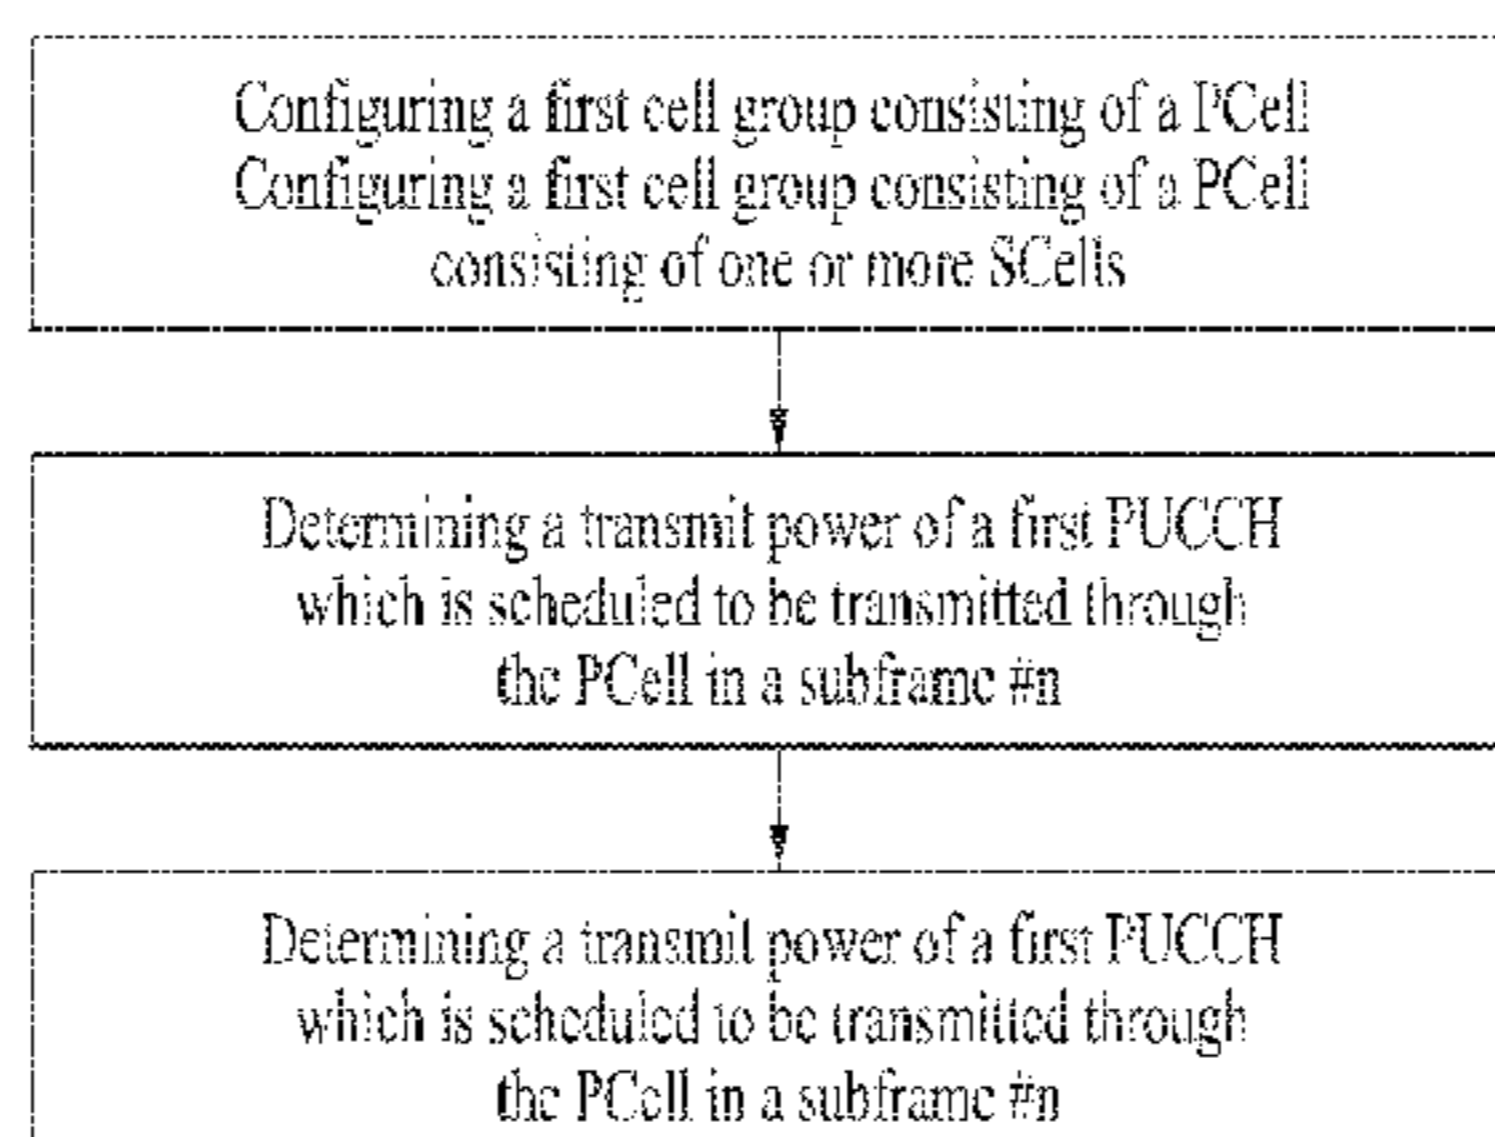 Configuring a first cell group consisting of a PCell
Configuring a first cell group consisting of a PCell
consisting of one or more SCells
Determining a transmit power of a first PUCCH
which is scheduled to be transmitted through
the PCell in a subframe #n
Determining a transmit power of a first PUCCH
which is scheduled to be transmitted through
the PCell in a subframe #n